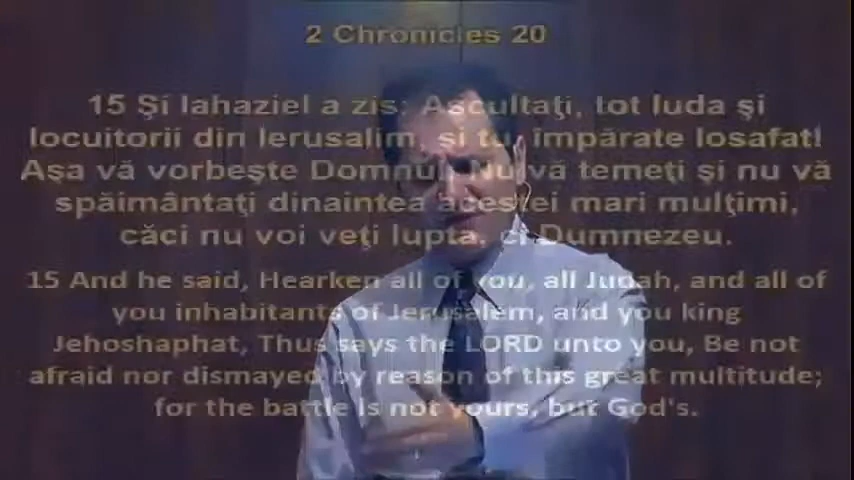 2 Chronicles 20
15 Şi Iahaziel a zis: Ascultaţi, tot Iuda şi
locuitorii din Ierusalim, şi tu, împărate Iosafat!
Aşa vă vorbeşte Domnul: nu vă temeţi şi nu vă
spăimântaţi dinaintea acestei mari mulţimi,
căci nu voi veţi lupta, ci Dumnezeu.
15 And he said, Hearken all of you, all Judah, and all of
you inhabitants of Jerusalem, and you king
Jehoshaphat, Thus says the LORD unto you, Be not
afraid nor dismayed by reason of this great multitude;
for the battle is not yours, but God's.